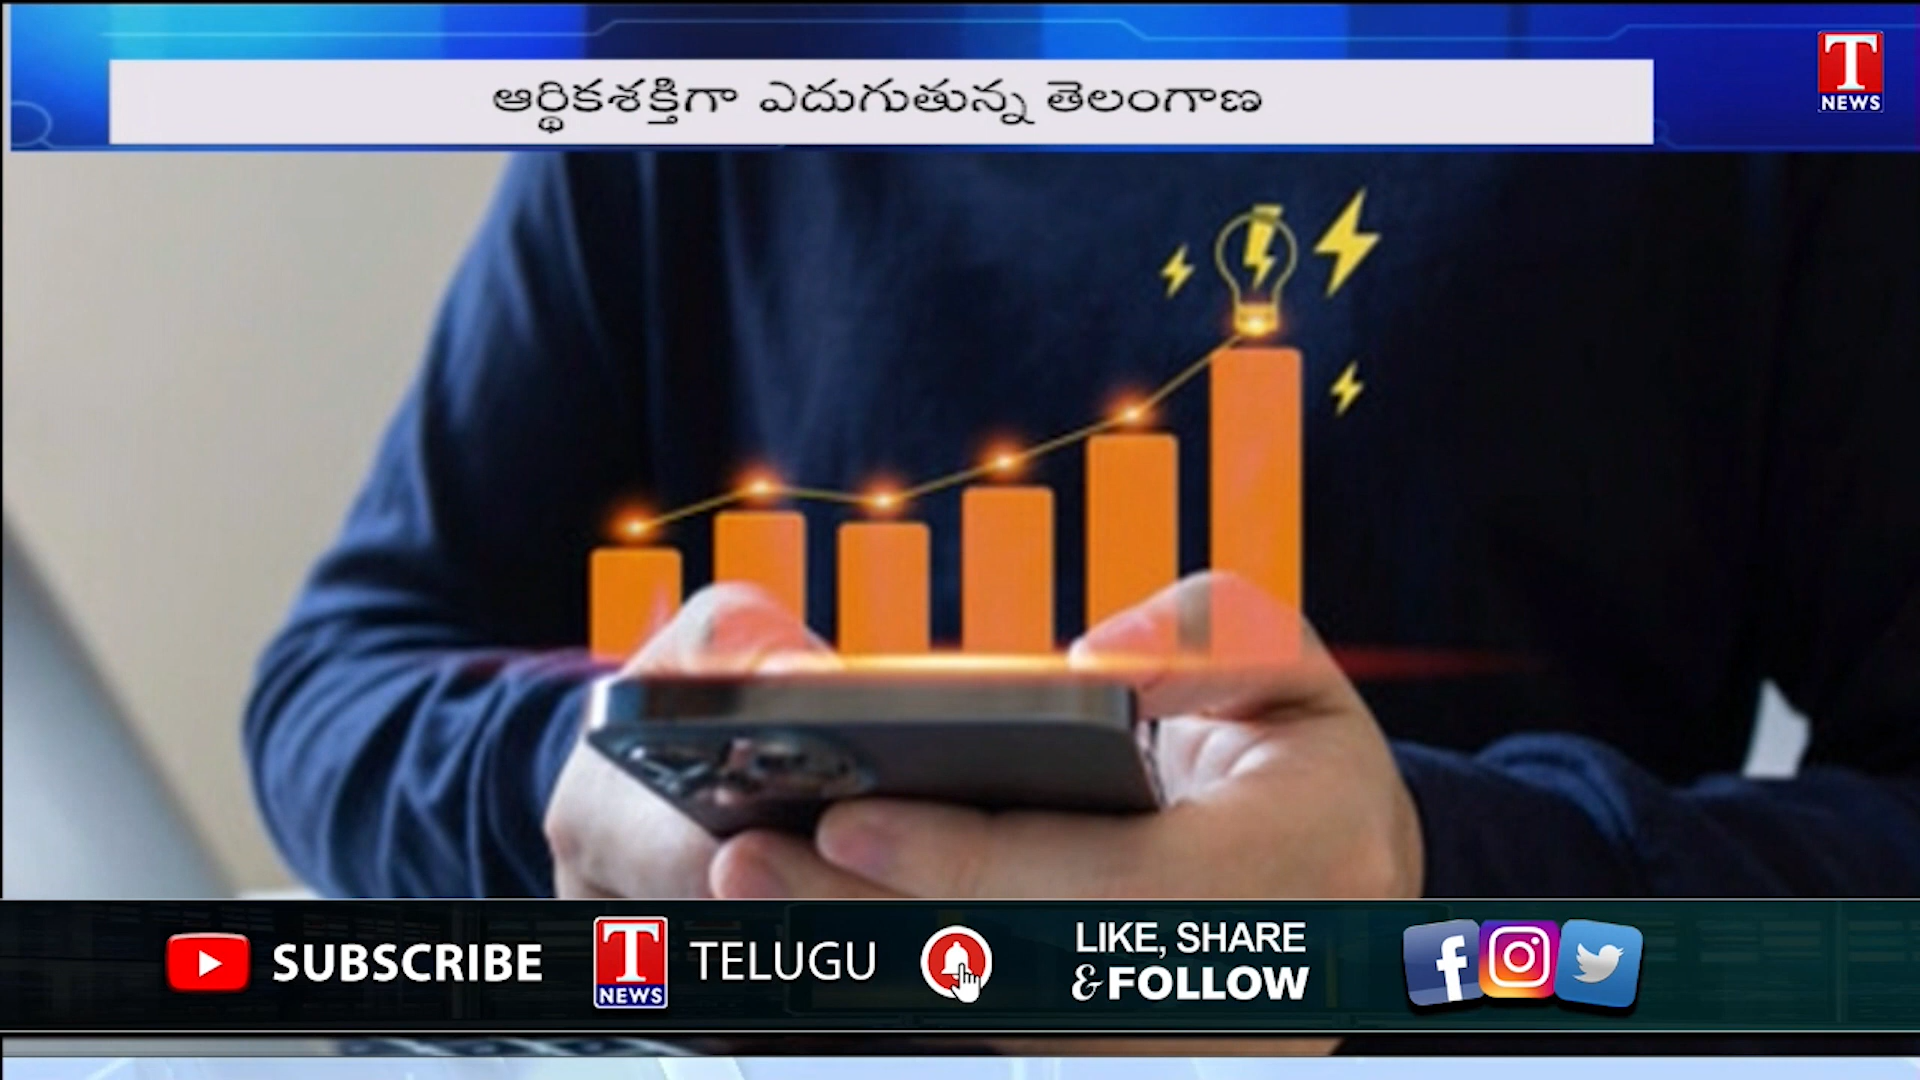 ఆర్థికశక్తిగా ఎదుగుతున్న తెలంగాణ
T
NEWS
SUBSCRIBE
T
NEWS
TELUGU
LIKE, SHARE
& FOLLOW